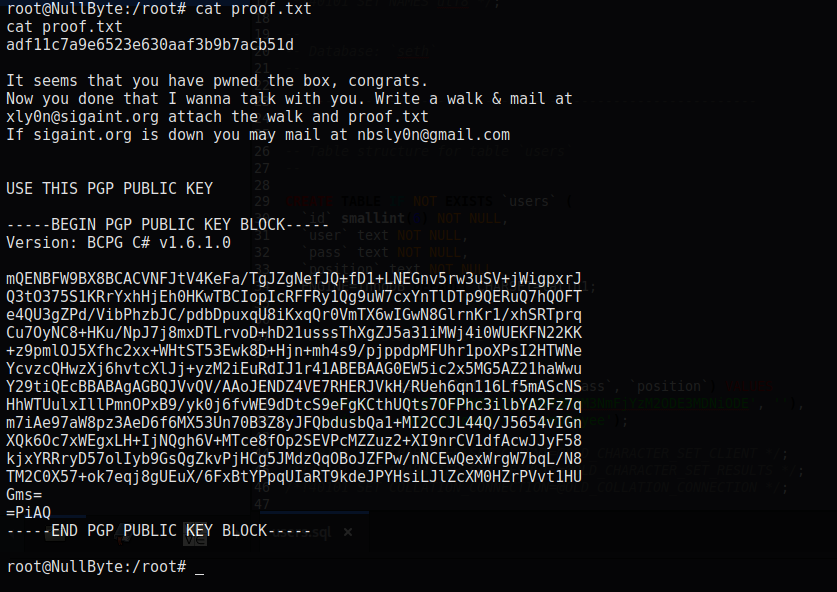 root@NullByte:/root# cat proof.txt
cat proof.txt
adf11c7a9e6523e630aaf3b9b7acb51d
It seems that you have pwned the box, congrats.
Now you done that I wanna talk with you. Write a walk & mail at
xly0n@sigaint.org attach the walk and proof.txt
If sigaint.org is down you may mail at nbsly0n@gmail.com
USE THIS PGP PUBLIC KEY
-----BEGIN PGP PUBLIC KEY BLOCK-----
Version: BCPG C# v1.6.1.0
mQENBFW9BX8BCACVNFJtV4KeFa/TgJZgNefJQ+fD1+LNEGnv5rw3uSV+jWigpxrJ
Q3tO375S1KRrYxhHjEh0HKwTBCIopIcRFFRy1Qg9uW7cxYnTlDTp9QERuQ7hQOFT
e4QU3gZPd/VibPhzbJC/pdbDpuxqU8iKxqQr0VmTX6wIGwN8GlrnKr1/xhSRTprq
Cu7OyNC8+HKu/NpJ7j8mxDTLrvoD+hD21usssThXgZJ5a31iMWj4i0WUEKFN22KK
+z9pmlOJ5Xfhc2xx+WHtST53Ewk8D+Hjn+mh4s9/pjppdpMFUhr1poXPsI2HTWNe
YcvzcQHwzXj6hvtcXlJj+yzM2iEuRdIJ1r41ABEBAAG0EW5ic2x5MG5AZ21haWwu
Y29tiQEcBBABAgAGBQJVvQV/AAoJENDZ4VE7RHERJVkH/RUeh6qn116Lf5mAScNS
HhWTUulxIllPmnOPxB9/yk0j6fvWE9dDtcS9eFgKCthUQts7OFPhc3ilbYA2Fz7q
m7iAe97aW8pz3AeD6f6MX53Un70B3Z8yJFQbdusbQa1+MI2CCJL44Q/J5654vIGn
XQk6Oc7xWEgxLH+IjNQgh6V+MTce8fOp2SEVPcMZZuz2+XI9nrCV1dfAcwJJyF58
kjxYRRryD57olIyb9GsQgZkvPjHCg5JMdzQqOBoJZFPw/nNCEwQexWrgW7bqL/N8
TM2C0X57+ok7eqj8gUEuX/6FxBtYPpqUIaRT9kdeJPYHsiLJlZcXM0HZrPVvt1HU
Gms=
=PiAQ
-----END PGP PUBLIC KEY BLOCK-----
root@NullByte:/root# _